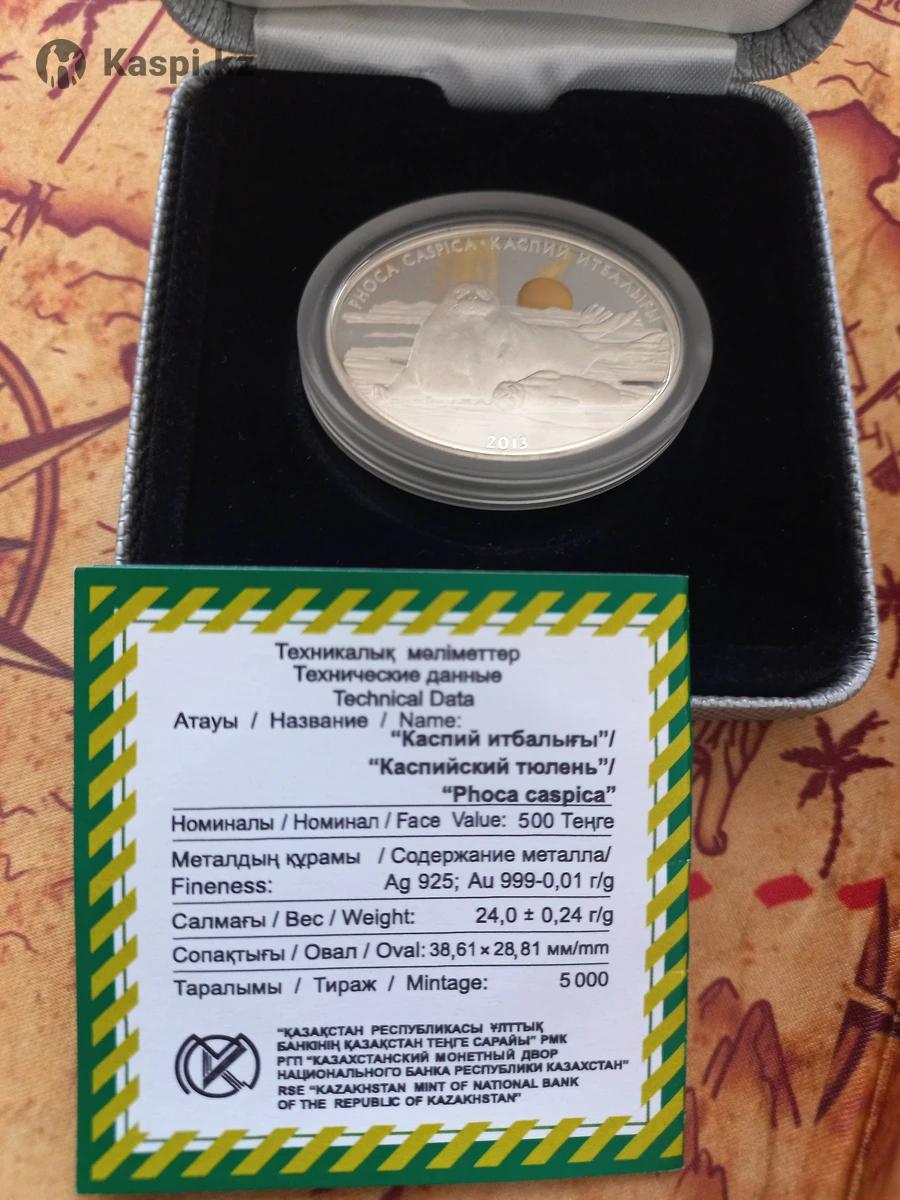 Kaspi.kz
PHOCA CASPICA • КАСПИЙ ИТБАЛЫҒЫ
2013
Техникалық мәліметтер
Технические данные
Technical Data
Атауы / Название / Name:
“Каспий итбалығы”/
“Каспийский тюлень”/
“Phoca caspica”
Номиналы / Номинал / Face Value: 500 Теңге
Металдың құрамы / Содержание металла/
Fineness: Ag 925; Au 999-0,01 г/g
Салмағы / Вес / Weight: 24,0 ± 0,24 г/g
Сопақтығы / Овал / Oval: 38,61 × 28,81 мм/mm
Таралымы / Тираж / Mintage: 5 000
“ҚАЗАҚСТАН РЕСПУБЛИКАСЫ ҰЛТТЫҚ
БАНКІНІҢ ҚАЗАҚСТАН ТЕҢГЕ САРАЙЫ” РМК
РГП “КАЗАХСТАНСКИЙ МОНЕТНЫЙ ДВОР
НАЦИОНАЛЬНОГО БАНКА РЕСПУБЛИКИ КАЗАХСТАН”
RSE “KAZAKHSTAN MINT OF NATIONAL BANK
OF THE REPUBLIC OF KAZAKHSTAN”